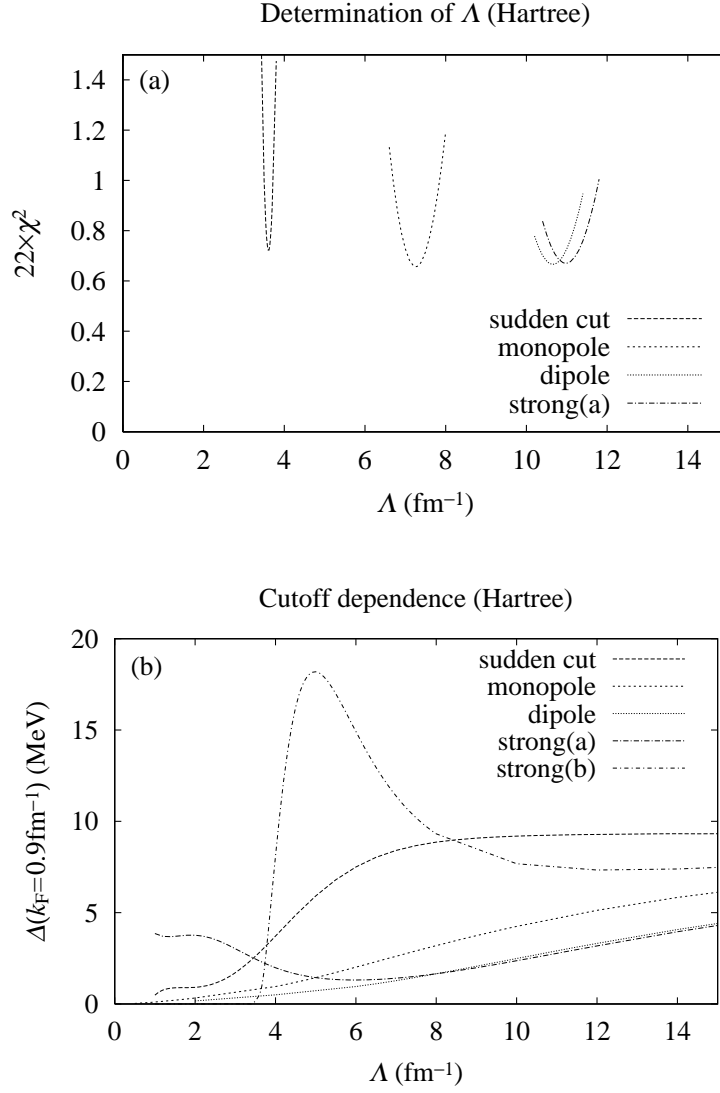 Determination of Λ (Hartree)
(a)
1.4
1.2
1
0.8
0.6
0.4
0.2
0
22×χ²
sudden cut
monopole
dipole
strong(a)
0 2 4 6 8 10 12 14
Λ (fm⁻¹)
Cutoff dependence (Hartree)
(b)
20
15
10
5
0
Δ(kF=0.9fm⁻¹) (MeV)
sudden cut
monopole
dipole
strong(a)
strong(b)
2 4 6 8 10 12 14
Λ (fm⁻¹)